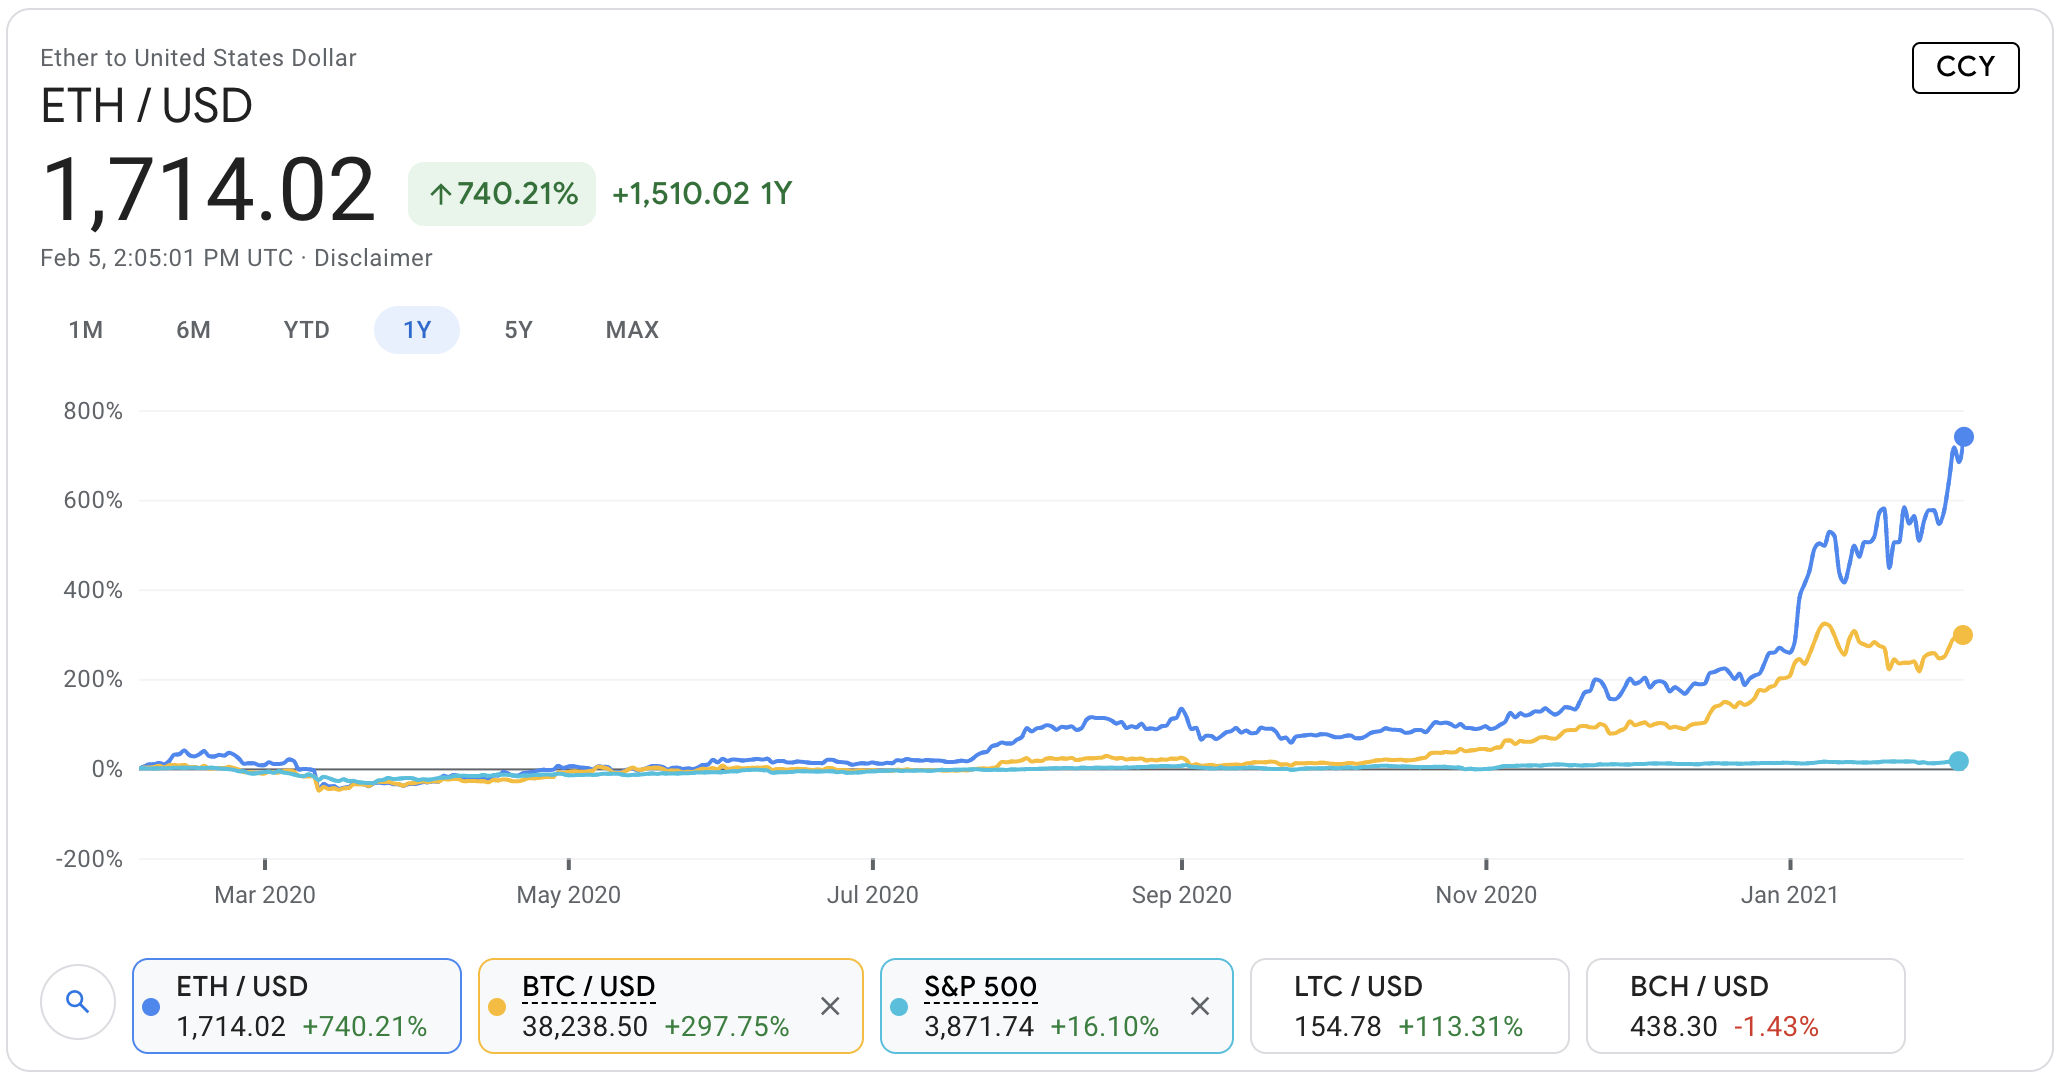 Ether to United States Dollar
CCY
ETH / USD
1,714.02 ↑740.21% +1,510.02 1Y
Feb 5, 2:05:01 PM UTC · Disclaimer
1M 6M YTD 1Y 5Y MAX
800%
600%
400%
200%
0%
-200%
Mar 2020 May 2020 Jul 2020 Sep 2020 Nov 2020 Jan 2021
ETH / USD
1,714.02 +740.21%
BTC / USD
38,238.50 +297.75%
S&P 500
3,871.74 +16.10%
LTC / USD
154.78 +113.31%
BCH / USD
438.30 -1.43%